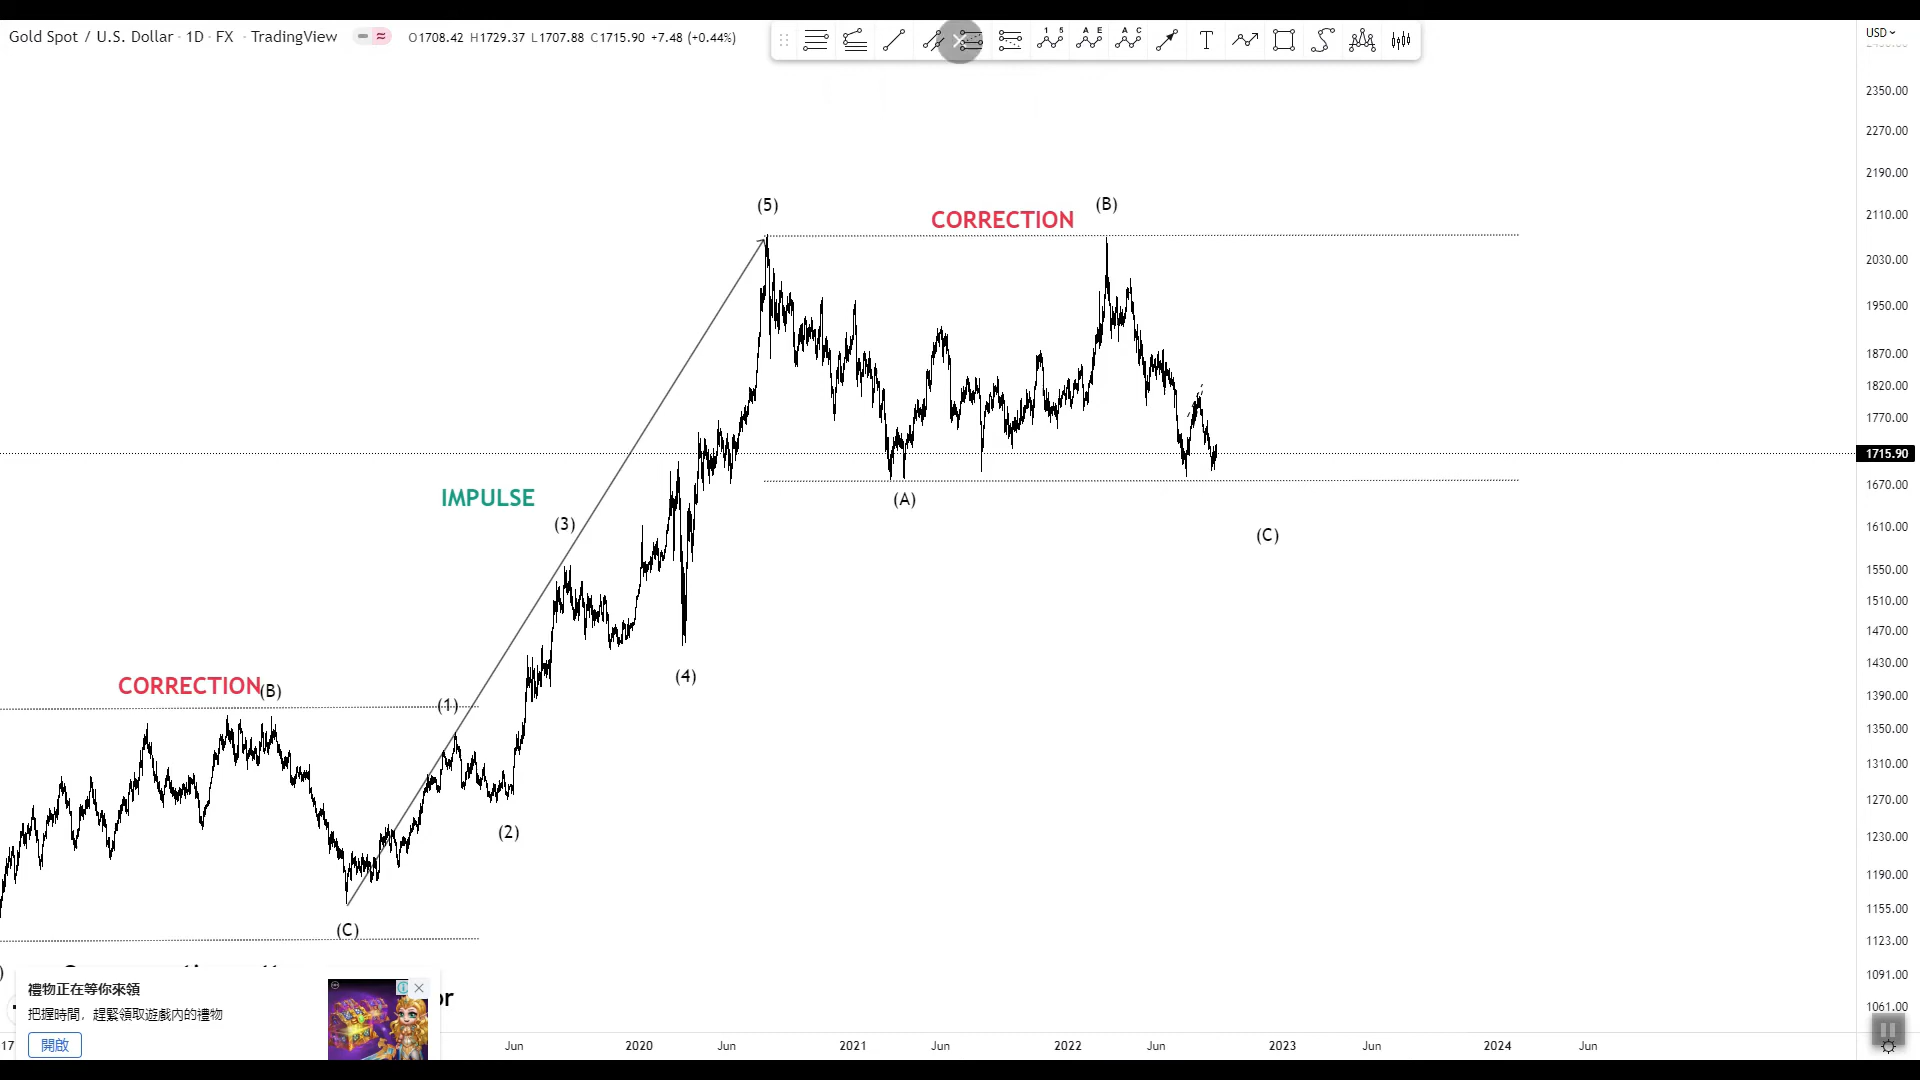 Gold Spot / U.S. Dollar · 1D · FX · TradingView
O1708.42 H1729.37 L1707.88 C1715.90 +7.48 (+0.44%)
USD
2350.00
2270.00
2190.00
2110.00
2030.00
1950.00
1870.00
1820.00
1770.00
1715.90
1670.00
1610.00
1550.00
1510.00
1470.00
1430.00
1390.00
1350.00
1310.00
1270.00
1230.00
1190.00
1155.00
1123.00
1091.00
1061.00
(5)
CORRECTION
(B)
IMPULSE
(3)
(A)
(C)
(4)
CORRECTION
(B)
(1)
(2)
(C)
or
禮物正在等你來領
把握時間，趕緊領取遊戲內的禮物
開啟
17
Jun
2020
Jun
2021
Jun
2022
Jun
2023
Jun
2024
Jun